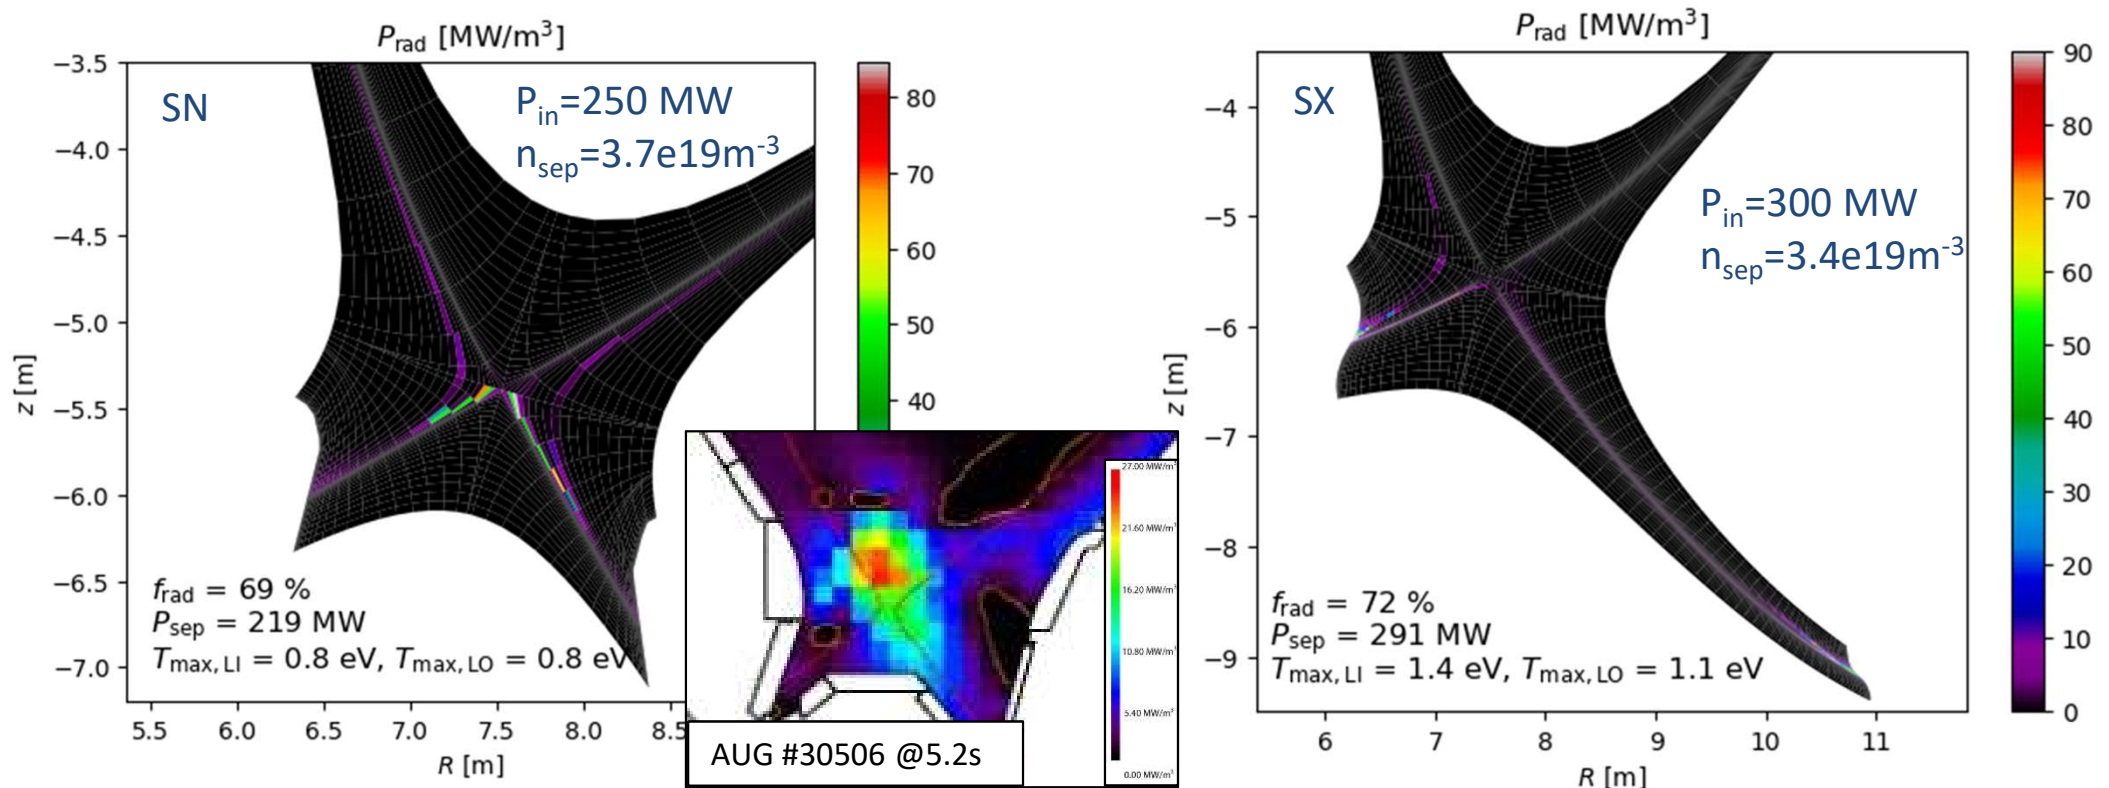 P_rad [MW/m³]
SN
P_in=250 MW
n_sep=3.7e19m⁻³
−3.5
−4.0
−4.5
−5.0
−5.5
−6.0
−6.5
−7.0
z [m]
f_rad = 69 %
P_sep = 219 MW
T_max, LI = 0.8 eV, T_max, LO = 0.8 eV
5.5 6.0 6.5 7.0 7.5 8.0 8.5
R [m]
80
70
60
50
40
27.00 MW/m³
21.60 MW/m³
16.20 MW/m³
10.80 MW/m³
5.40 MW/m³
0.00 MW/m³
AUG #30506 @5.2s
P_rad [MW/m³]
SX
P_in=300 MW
n_sep=3.4e19m⁻³
−4
−5
−6
−7
−8
−9
z [m]
f_rad = 72 %
P_sep = 291 MW
T_max, LI = 1.4 eV, T_max, LO = 1.1 eV
6 7 8 9 10 11
R [m]
90
80
70
60
50
40
30
20
10
0